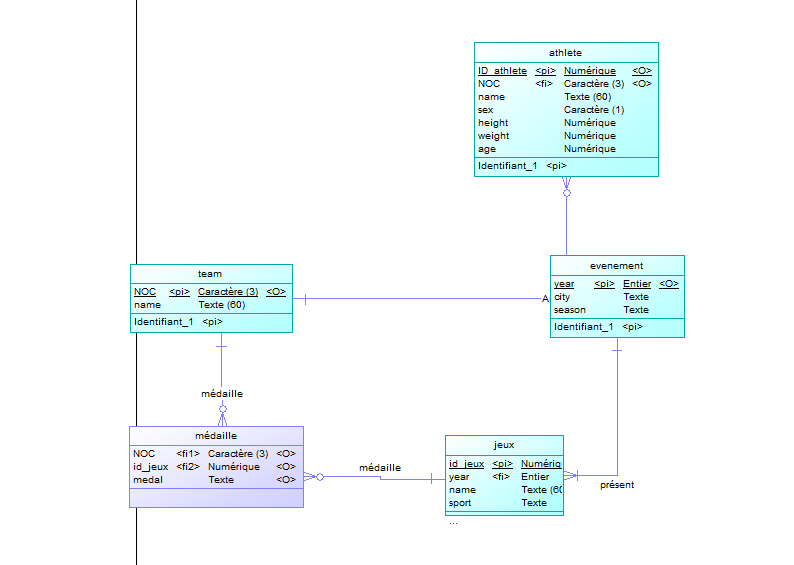 athlete
ID_athlete <pi> Numérique <O>
NOC <fi> Caractère (3) <O>
name Texte (60)
sex Caractère (1)
height Numérique
weight Numérique
age Numérique
Identifiant_1 <pi>
team
NOC <pi> Caractère (3) <O>
name Texte (60)
Identifiant_1 <pi>
A
evenement
year <pi> Entier <O>
city Texte
season Texte
Identifiant_1 <pi>
médaille
médaille
NOC <fi1> Caractère (3) <O>
id_jeux <fi2> Numérique <O>
medal Texte <O>
médaille
jeux
id_jeux <pi> Numériq
year <fi> Entier
name Texte (60
sport Texte
...
présent